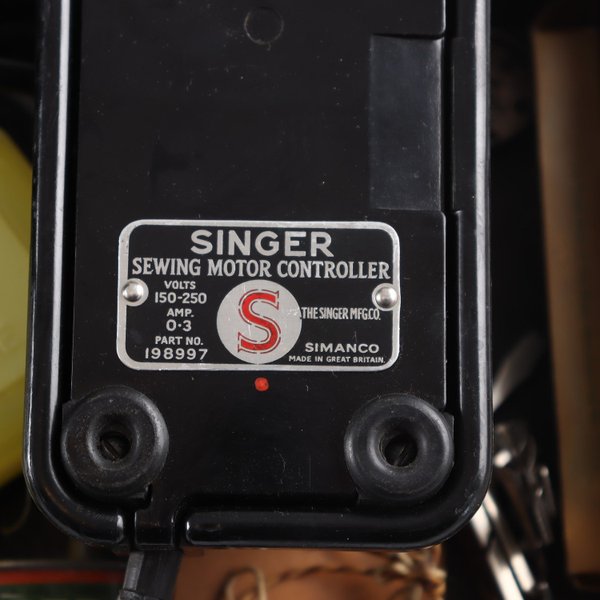 SINGER
SEWING MOTOR CONTROLLER
VOLTS
150-250
AMP.
0·3
PART NO.
198997
S
THE SINGER MFG.CO.
SIMANCO
MADE IN GREAT BRITAIN.